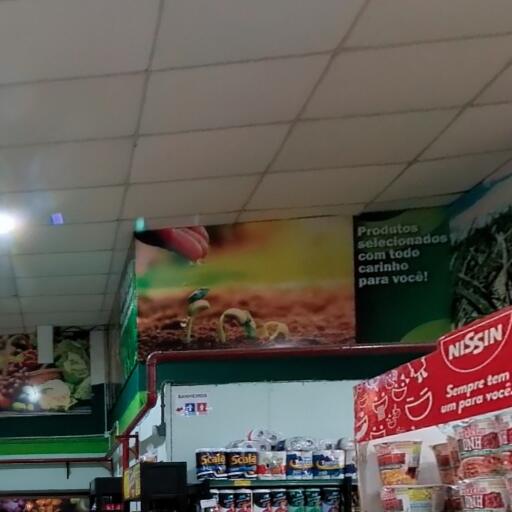 Produtos
selecionados
com todo
carinho
para você!
NISSIN
Sempre tem
um para você.
BANHEIROS
Scala
Scala